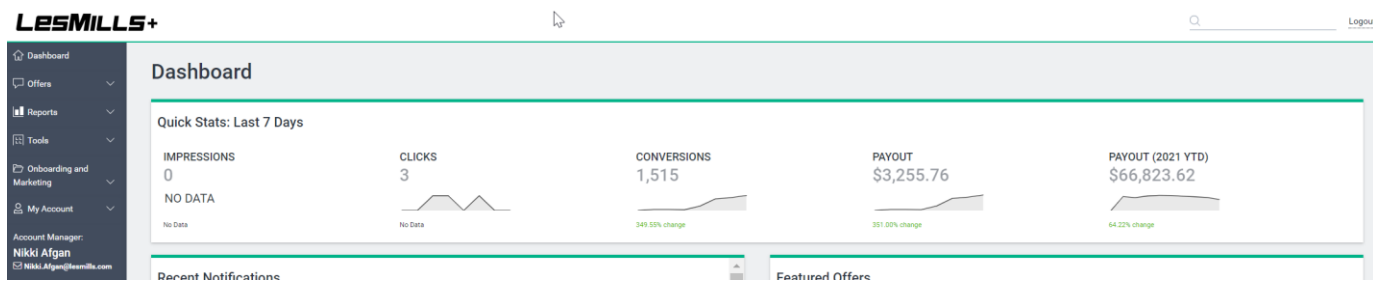 LESMILLS+
Logou
Dashboard
Offers
Reports
Tools
Onboarding and
Marketing
My Account
Account Manager:
Nikki Afgan
Nikki.Afgan@lesmills.com
Dashboard
Quick Stats: Last 7 Days
IMPRESSIONS
0
NO DATA
No Data
CLICKS
3
No Data
CONVERSIONS
1,515
349.55% change
PAYOUT
$3,255.76
351.00% change
PAYOUT (2021 YTD)
$66,823.62
64.22% change
Recent Notifications
Featured Offers